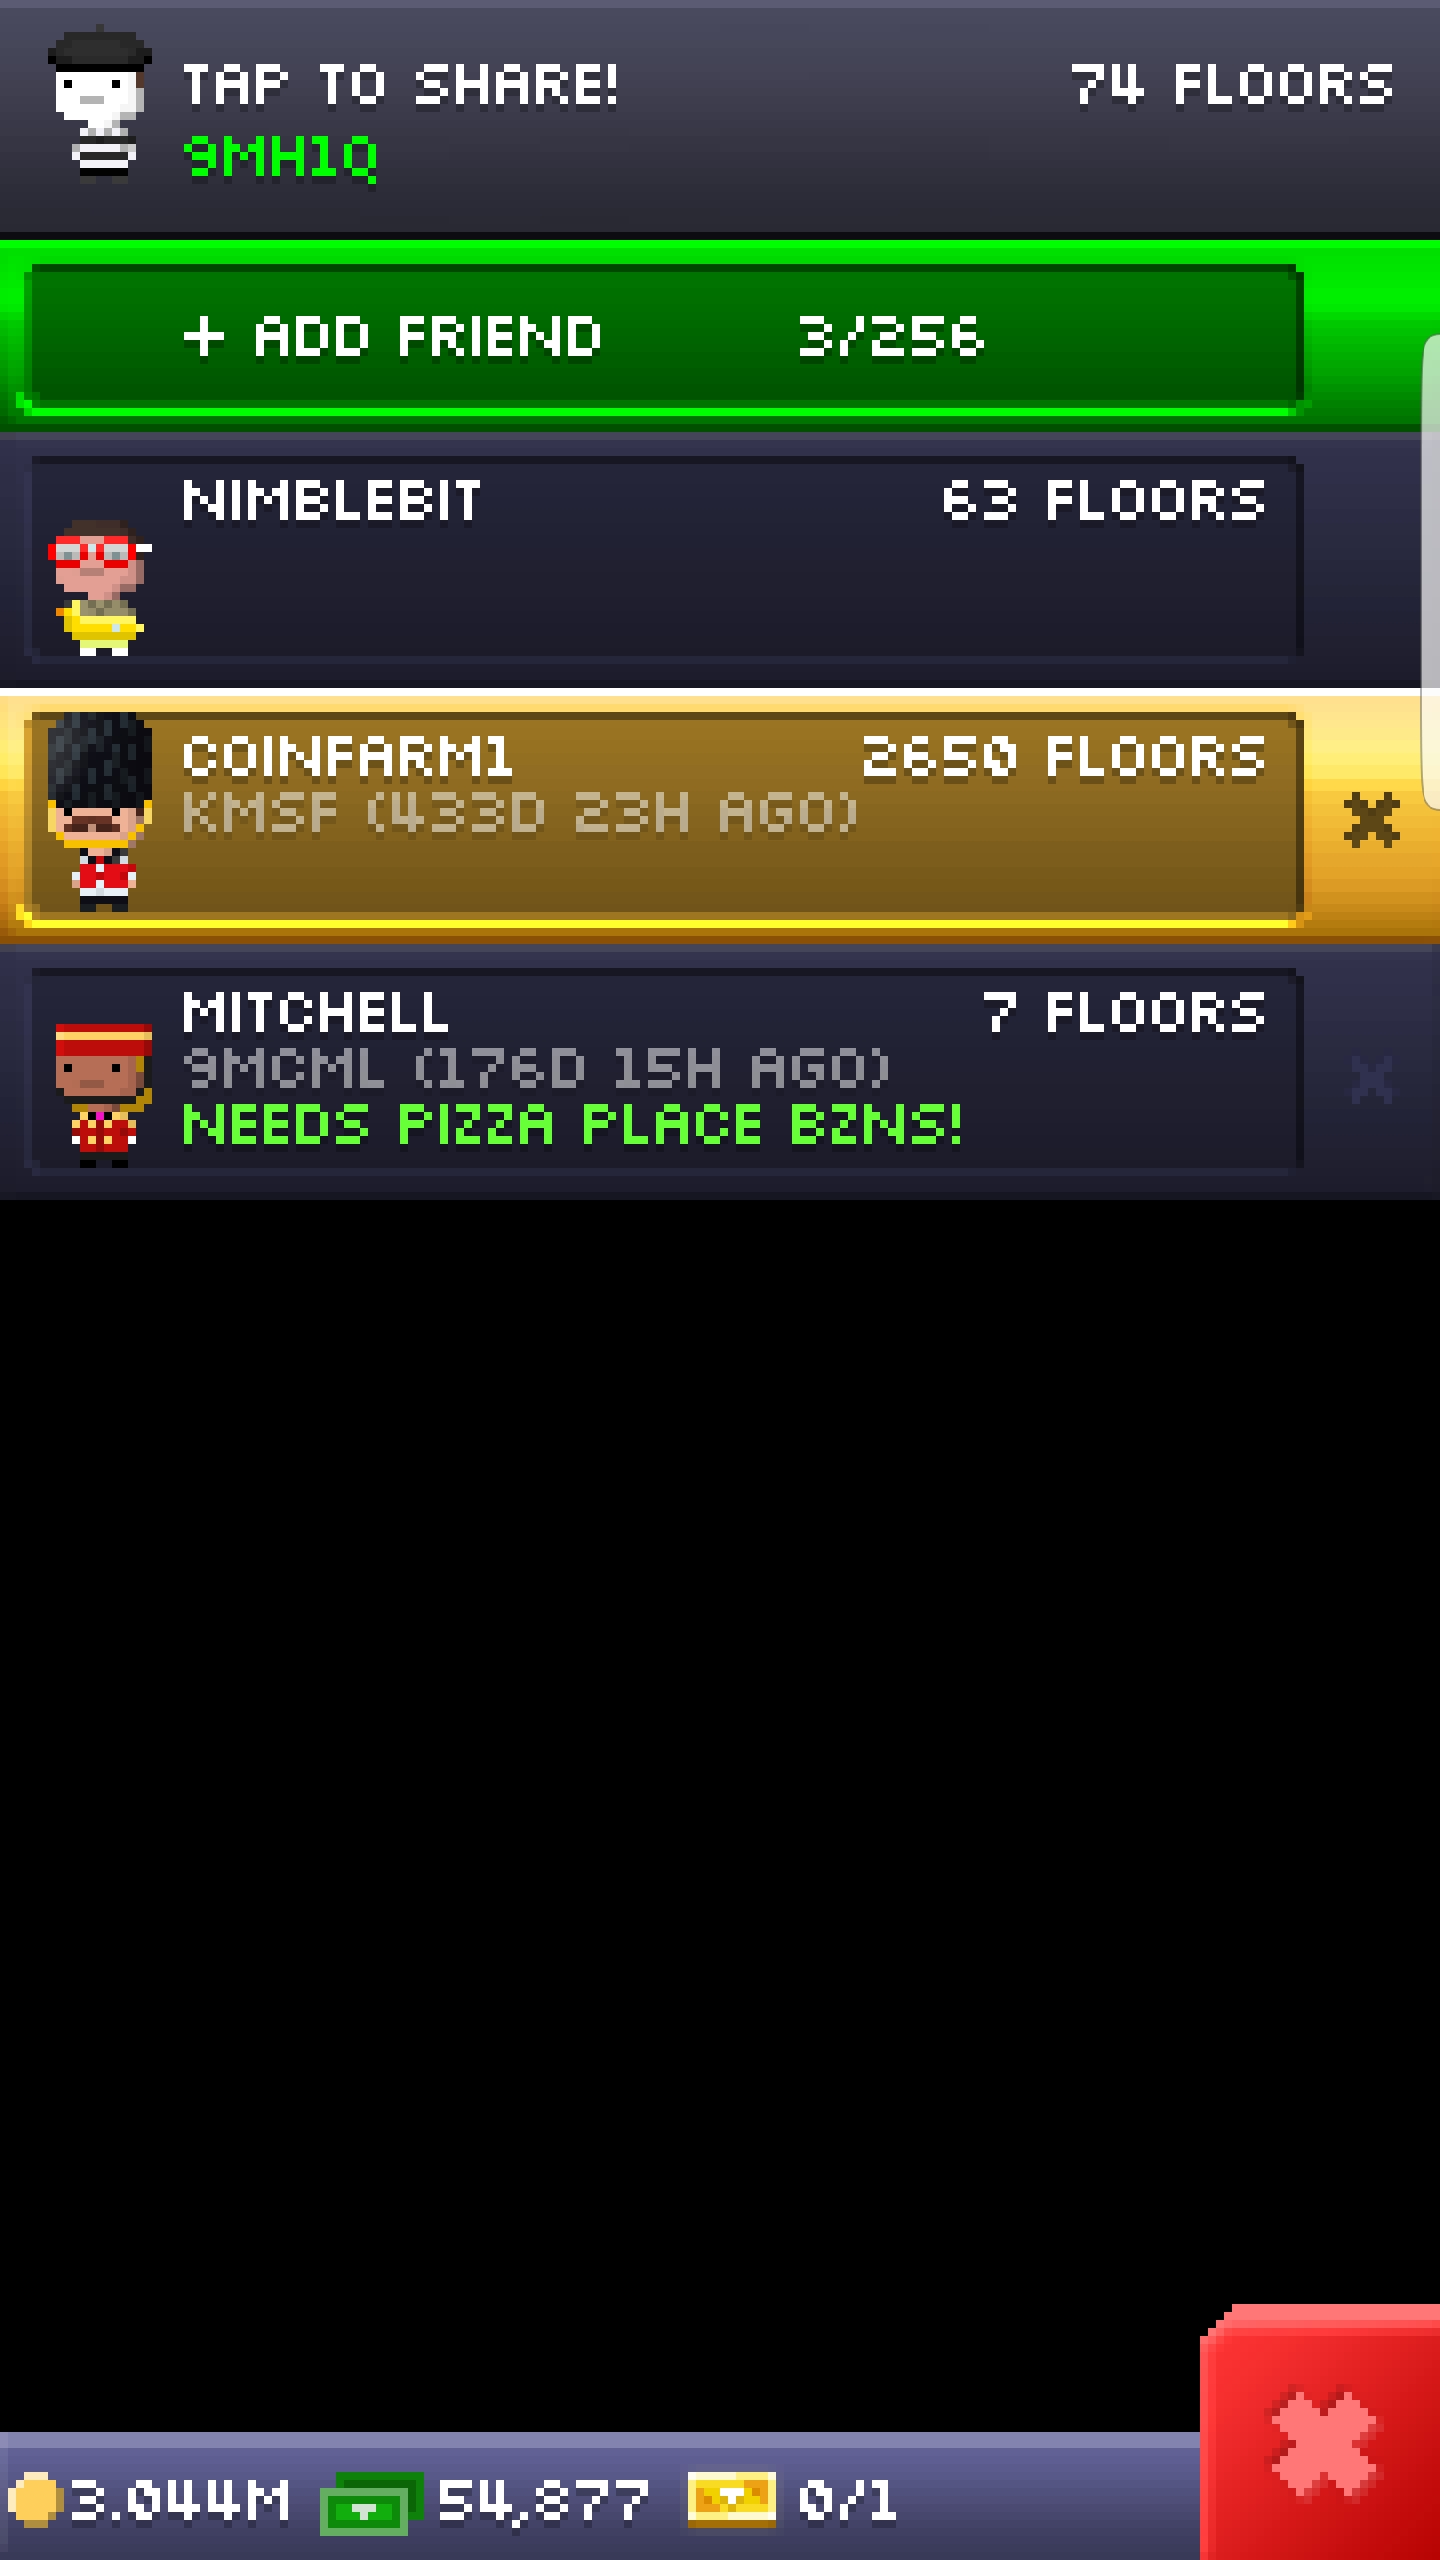 TAP TO SHARE! 74 FLOORS
9MH1Q
+ ADD FRIEND 3/256
NIMBLEBIT 63 FLOORS
COINFARM1 2650 FLOORS
KMSF (433D 23H AGO)
MITCHELL 7 FLOORS
9MCML (176D 15H AGO)
NEEDS PIZZA PLACE BZNS!
3.044M 54,877 0/1